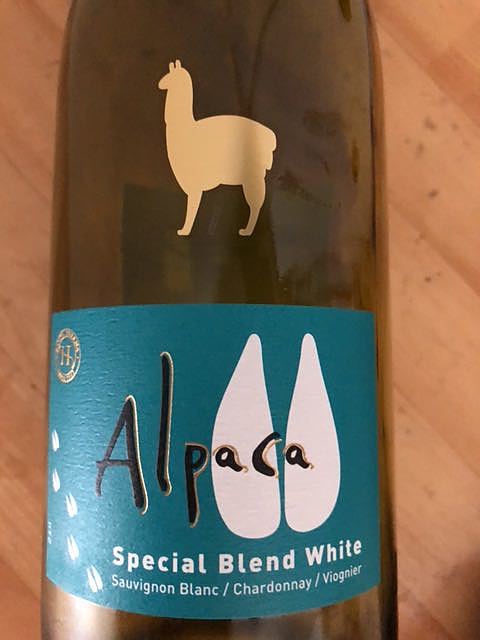 Alpaca
Special Blend White
Sauvignon Blanc / Chardonnay / Viognier